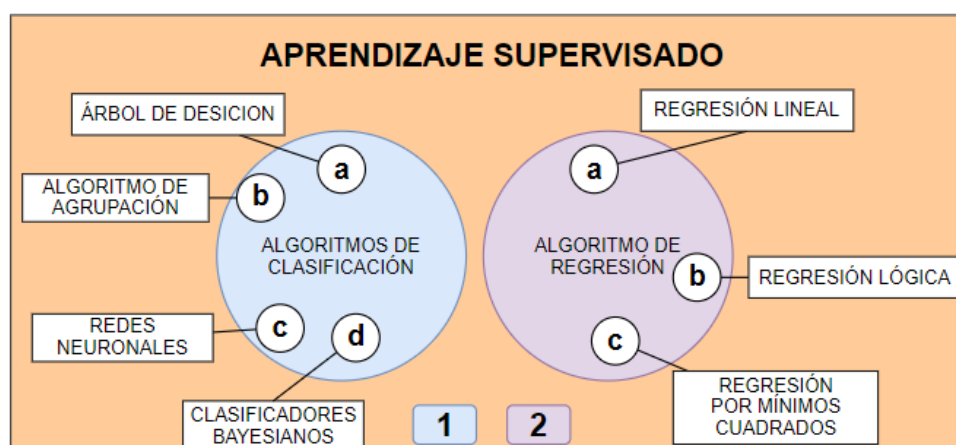 APRENDIZAJE SUPERVISADO
ÁRBOL DE DESICION
a
ALGORITMO DE
AGRUPACIÓN
b
ALGORITMOS DE
CLASIFICACIÓN
REDES
NEURONALES
c
d
CLASIFICADORES
BAYESIANOS
REGRESIÓN LINEAL
a
ALGORITMO DE
REGRESIÓN
b
REGRESIÓN LÓGICA
c
REGRESIÓN
POR MÍNIMOS
CUADRADOS
1
2